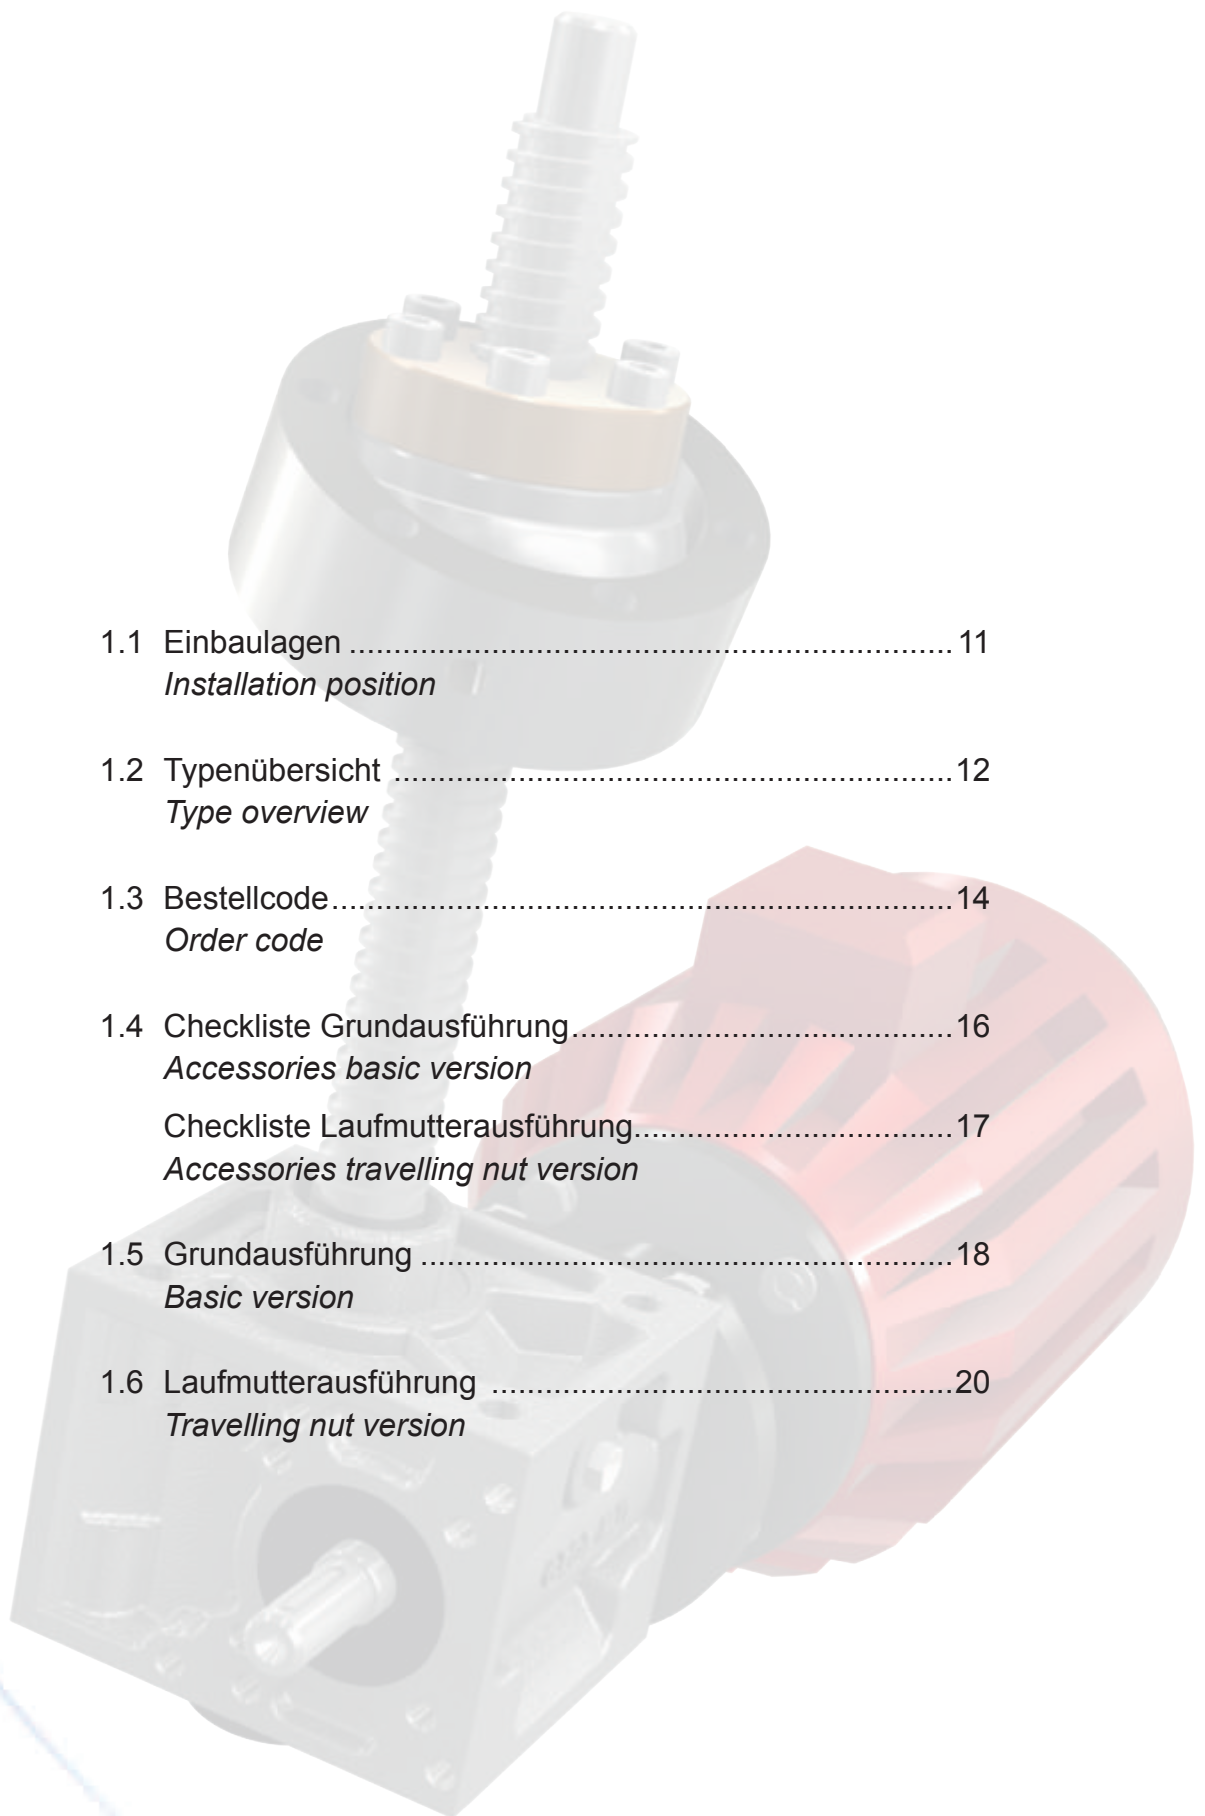 1.1 Einbaulagen .................................................................... 11
Installation position
1.2 Typenübersicht ...............................................................12
Type overview
1.3 Bestellcode......................................................................14
Order code
1.4 Checkliste Grundausführung...........................................16
Accessories basic version
Checkliste Laufmutterausführung....................................17
Accessories travelling nut version
1.5 Grundausführung ............................................................18
Basic version
1.6 Laufmutterausführung ....................................................20
Travelling nut version